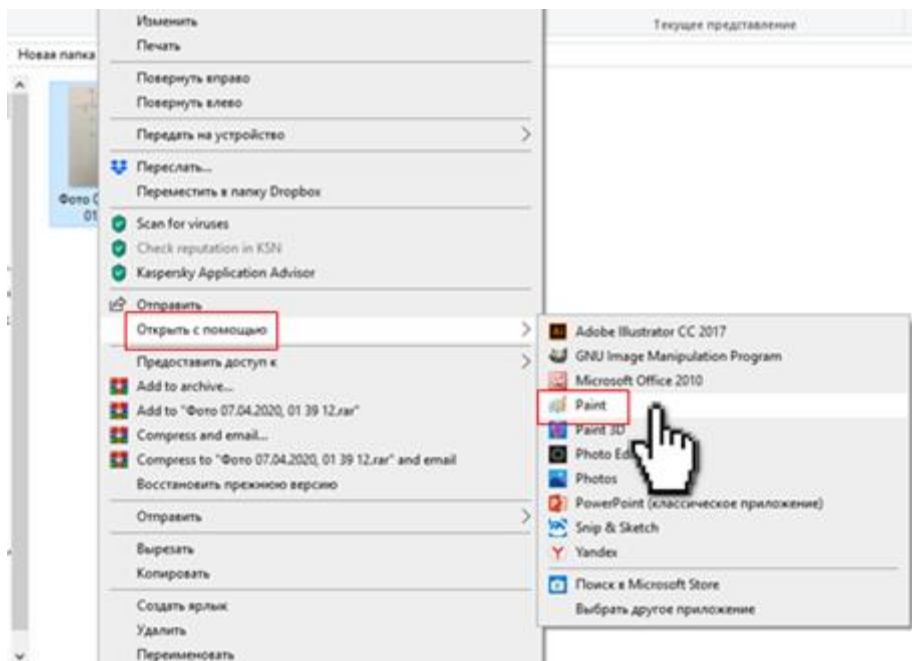 Текущее представление
Новая папка
Фото
01
Изменить
Печать
Повернуть вправо
Повернуть влево
Передать на устройство
Переслать...
Переместить в папку Dropbox
Scan for viruses
Check reputation in KSN
Kaspersky Application Advisor
Отправить
Открыть с помощью
Предоставить доступ к
Add to archive...
Add to "Фото 07.04.2020, 01 39 12.rar"
Compress and email...
Compress to "Фото 07.04.2020, 01 39 12.rar" and email
Восстановить прежнюю версию
Отправить
Вырезать
Копировать
Создать ярлык
Удалить
Переименовать
Adobe Illustrator CC 2017
GNU Image Manipulation Program
Microsoft Office 2010
Paint
Paint 3D
Photo Ed
Photos
PowerPoint (классическое приложение)
Snip & Sketch
Yandex
Поиск в Microsoft Store
Выбрать другое приложение